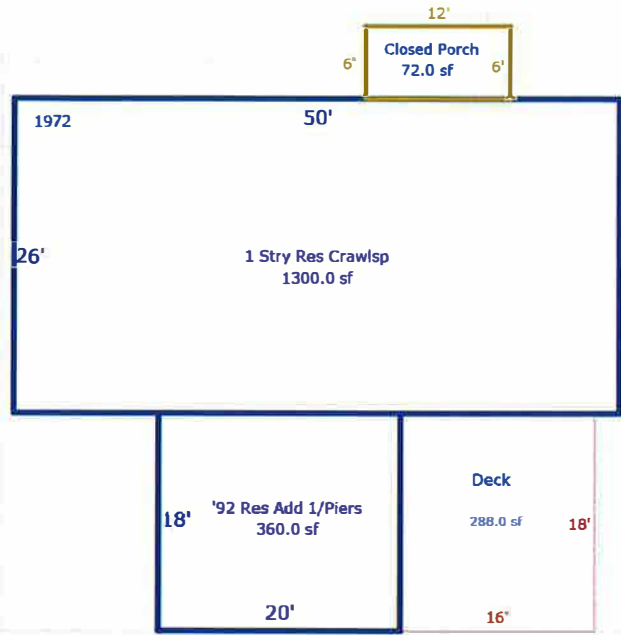 12'
Closed Porch
6'
72.0 sf
6'
1972
50'
26'
1 Stry Res Crawlsp
1300.0 sf
Deck
18'
'92 Res Add 1/Piers
360.0 sf
288.0 sf
18'
20'
16'